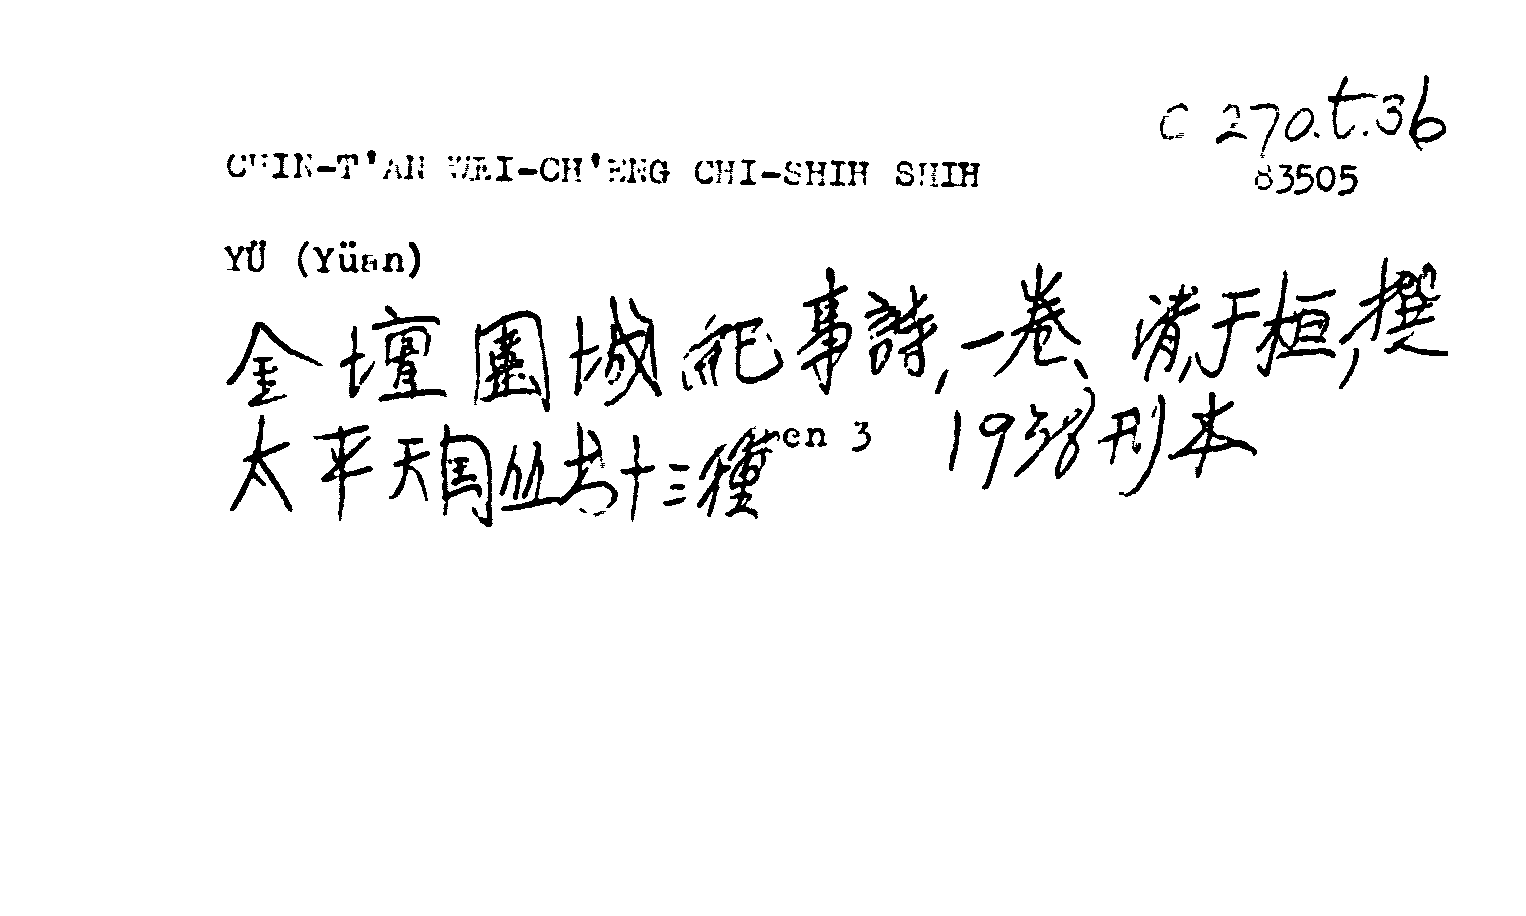 C 270.t.36
CHIN-T'AN WEI-CH'ENG CHI-SHIH SHIH
83505
YÜ (Yüan)
金壇圍城紀事詩,一卷、清,于桓,撰
太平天国丛书十三種 cen 3 1938刊本